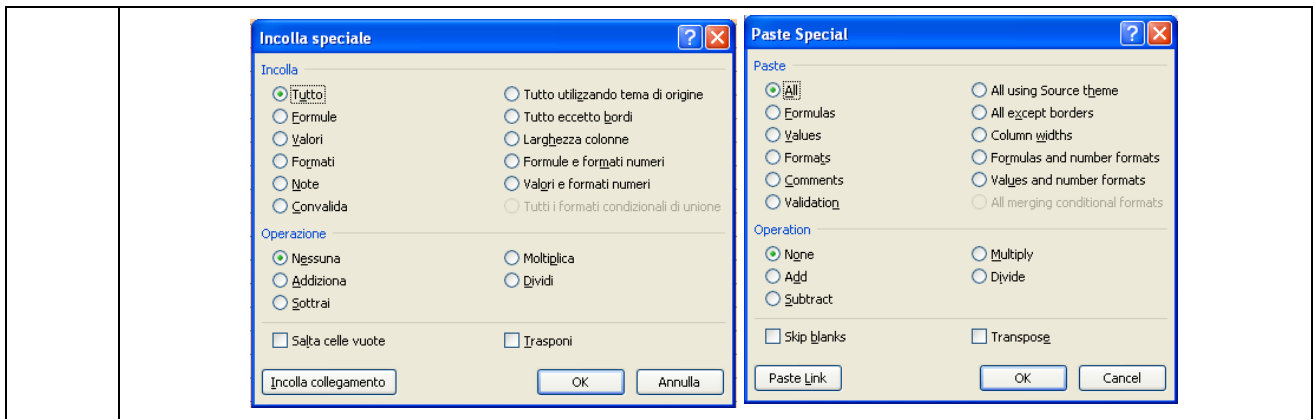 Incolla speciale
Incolla
Tutto
Tutto utilizzando tema di origine
Formule
Tutto eccetto bordi
Valori
Larghezza colonne
Formati
Formule e formati numeri
Note
Valori e formati numeri
Convalida
Tutti i formati condizionali di unione
Operazione
Nessuna
Moltiplica
Addiziona
Dividi
Sottrai
Salta celle vuote
Trasponi
Incolla collegamento
OK
Annulla
Paste Special
Paste
All
All using Source theme
Formulas
All except borders
Values
Column widths
Formats
Formulas and number formats
Comments
Values and number formats
Validation
All merging conditional formats
Operation
None
Multiply
Add
Divide
Subtract
Skip blanks
Transpose
Paste Link
OK
Cancel